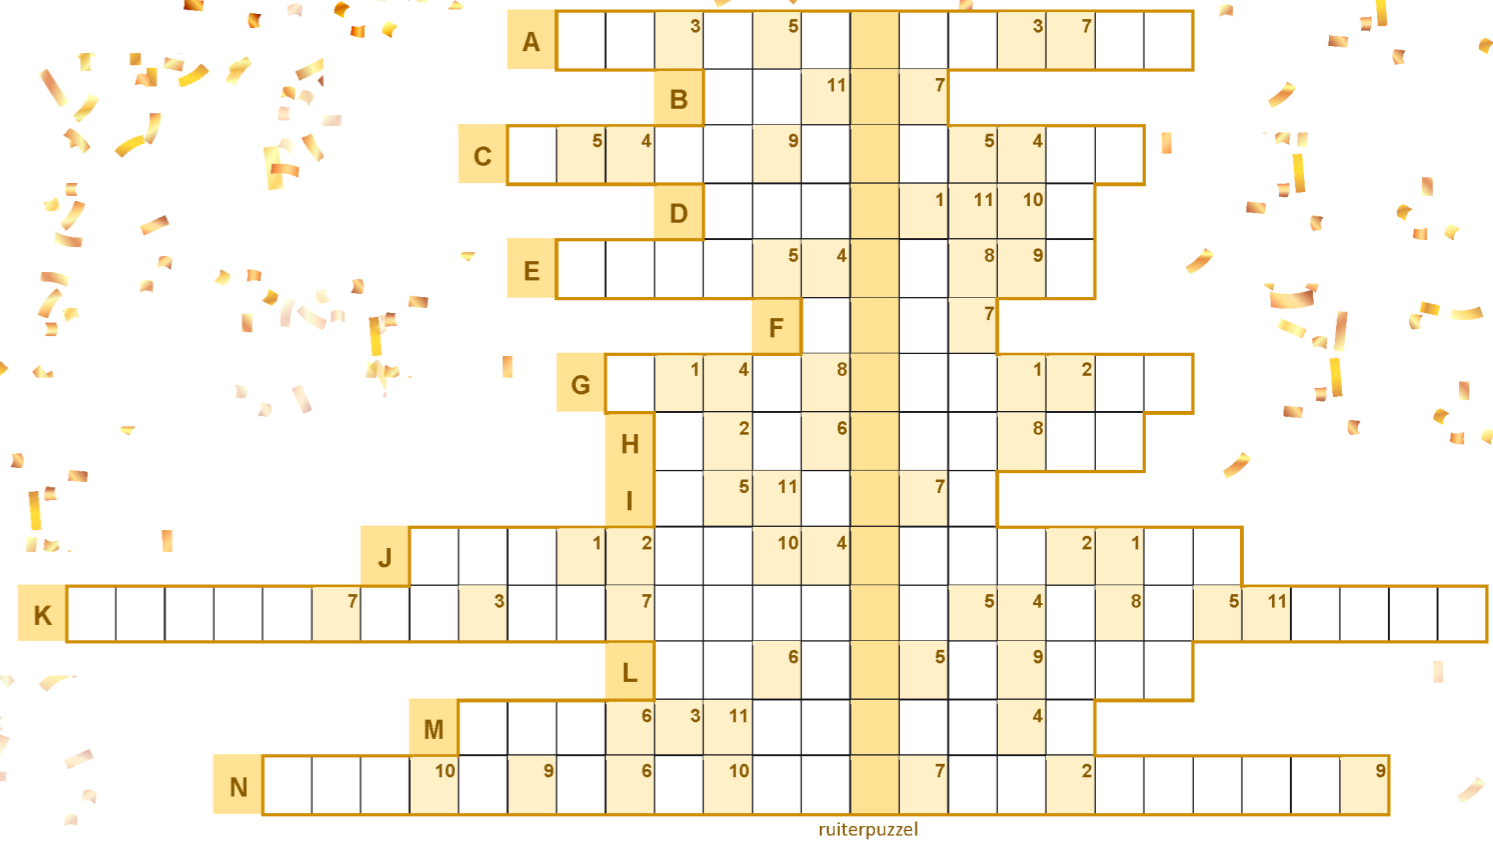 A 3 5 3 7
B 11 7
C 5 4 9 5 4
D 1 11 10
E 5 4 8 9
F 7
G 1 4 8 1 2
H 2 6 8
I 5 11 7
J 1 2 10 4 2 1
K 7 3 7 5 4 8 5 11
L 6 5 9
M 6 3 11 4
N 10 9 6 10 7 2 9
ruiterpuzzel